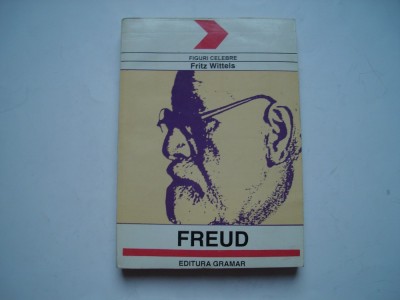 FIGURI CELEBRE
Fritz Wittels
FREUD
EDITURA GRAMAR